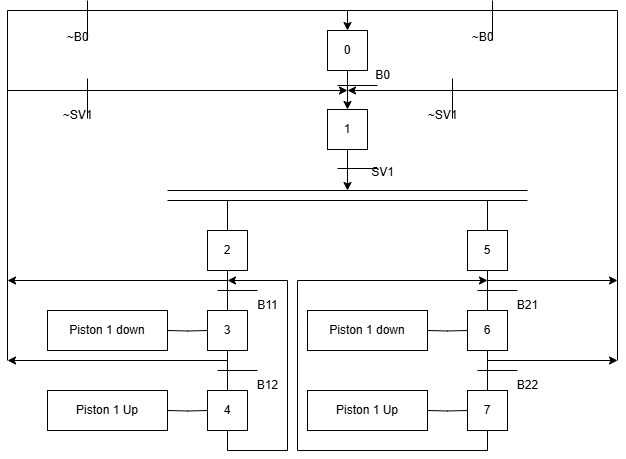 ~B0
~B0
0
B0
~SV1
~SV1
1
SV1
2
5
B11
B21
Piston 1 down
3
Piston 1 down
6
B12
B22
Piston 1 Up
4
Piston 1 Up
7